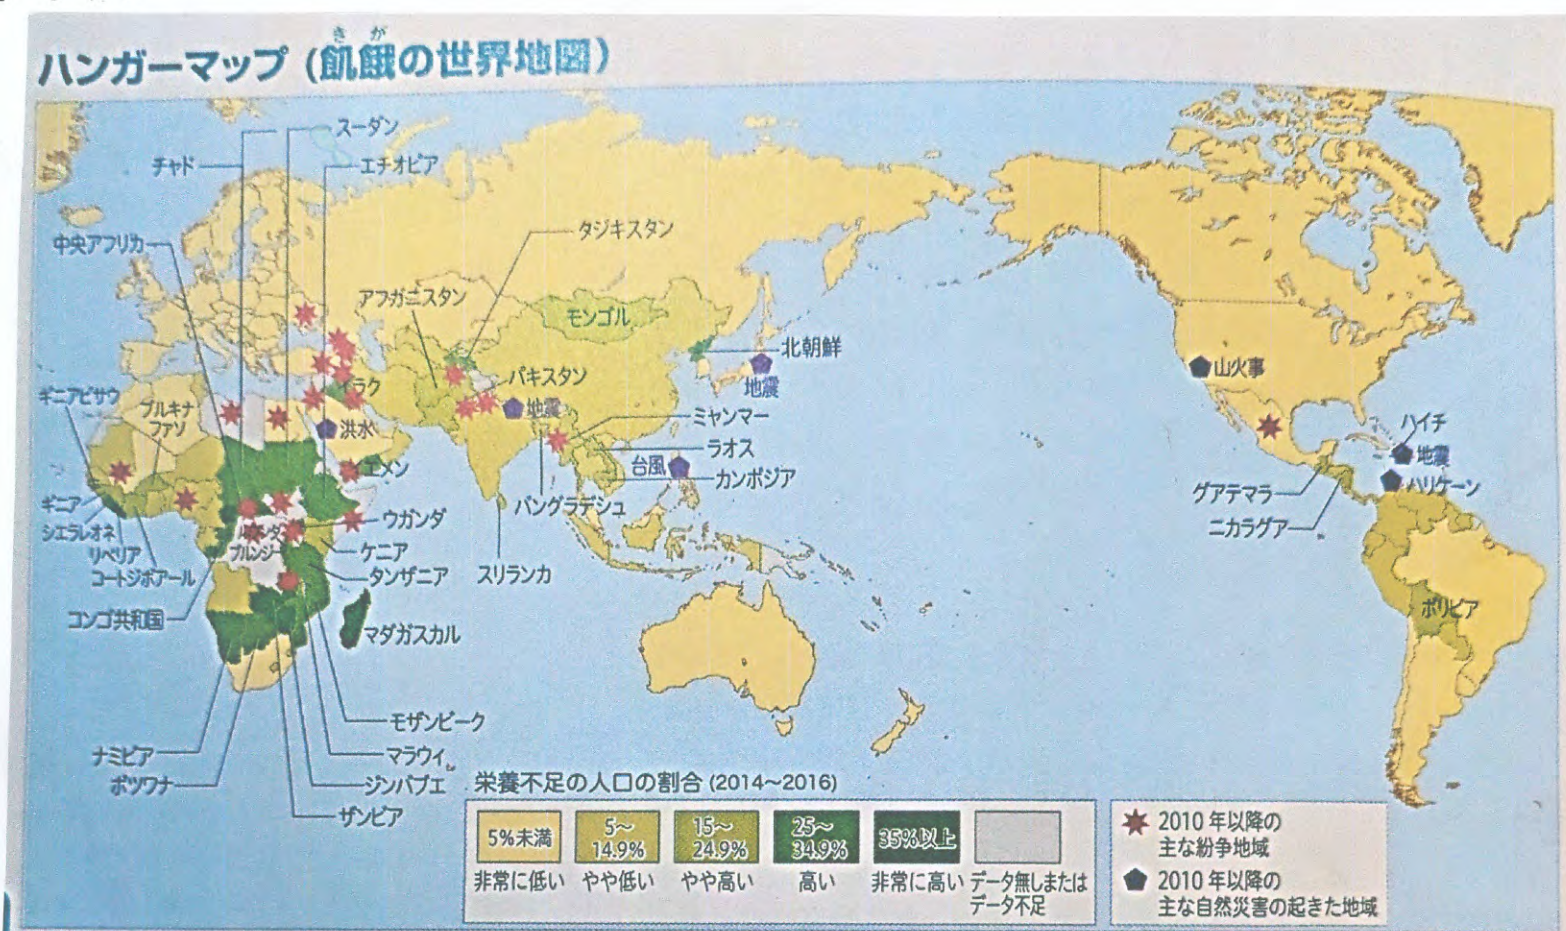 きが
ハンガーマップ (飢餓の世界地図)
スーダン
チャド
エチオピア
中央アフリカ
タジキスタン
アフガニスタン
モンゴル
北朝鮮
地震
イラク
パキスタン
地震
ギニアビサウ
ブルキナ
ファソ
洪水
ミャンマー
ラオス
台風
カンボジア
イエメン
バングラデシュ
ギニア
シエラレオネ
リベリア
コートジボアール
ウガンダ
ルワンダ
ブルンジ
ケニア
タンザニア
スリランカ
コンゴ共和国
マダガスカル
モザンビーク
ナミビア
マラウィ
ボツワナ
ジンバブエ
ザンビア
山火事
ハイチ
地震
ハリケーン
グアテマラ
ニカラグア
ボリビア
栄養不足の人口の割合 (2014〜2016)
5%未満
5〜
14.9%
15〜
24.9%
25〜
34.9%
35%以上
非常に低い
やや低い
やや高い
高い
非常に高い
データ無しまたは
データ不足
2010年以降の
主な紛争地域
2010年以降の
主な自然災害の起きた地域